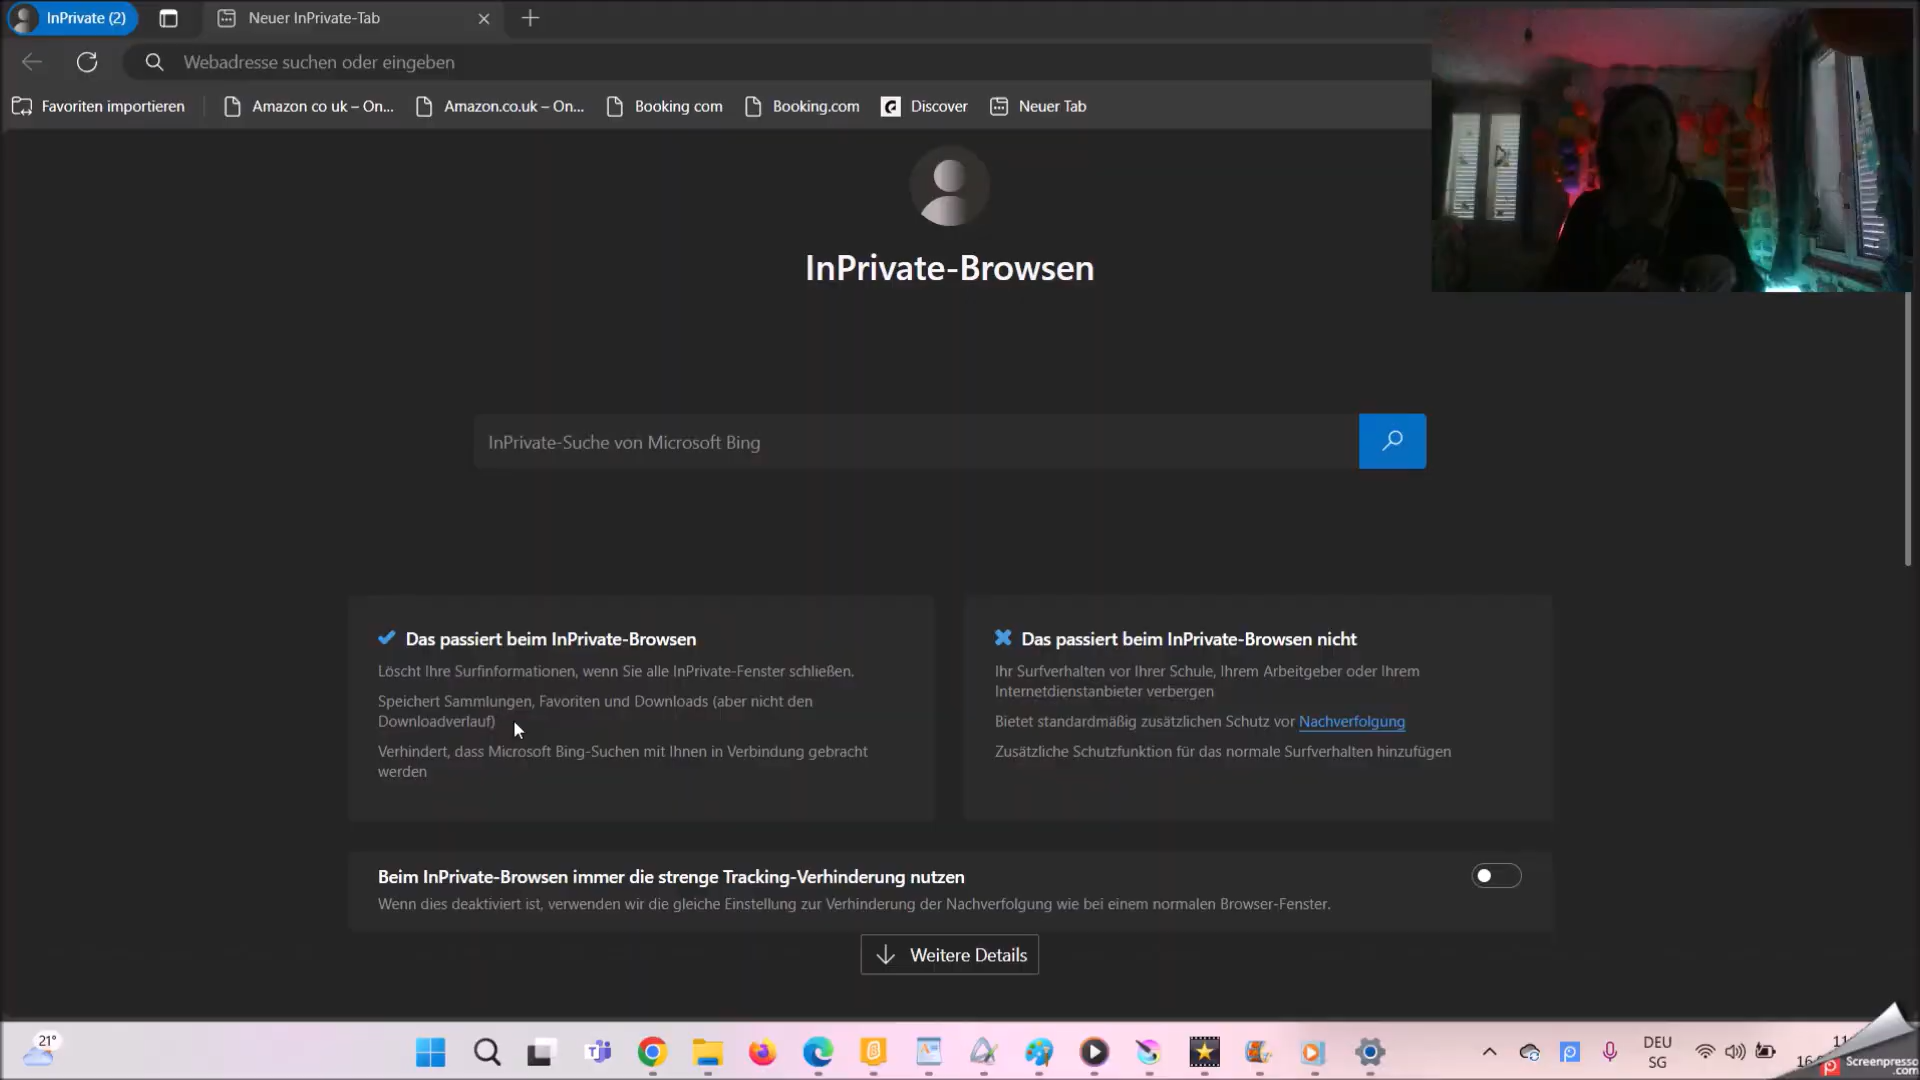 InPrivate (2)
Neuer InPrivate-Tab
Webadresse suchen oder eingeben
Favoriten importieren
Amazon co uk – On...
Amazon.co.uk – On...
Booking com
Booking.com
Discover
Neuer Tab
InPrivate-Browsen
InPrivate-Suche von Microsoft Bing
Das passiert beim InPrivate-Browsen
Löscht Ihre Surfinformationen, wenn Sie alle InPrivate-Fenster schließen.
Speichert Sammlungen, Favoriten und Downloads (aber nicht den
Downloadverlauf)
Verhindert, dass Microsoft Bing-Suchen mit Ihnen in Verbindung gebracht
werden
Das passiert beim InPrivate-Browsen nicht
Ihr Surfverhalten vor Ihrer Schule, Ihrem Arbeitgeber oder Ihrem
Internetdienstanbieter verbergen
Bietet standardmäßig zusätzlichen Schutz vor Nachverfolgung
Zusätzliche Schutzfunktion für das normale Surfverhalten hinzufügen
Beim InPrivate-Browsen immer die strenge Tracking-Verhinderung nutzen
Wenn dies deaktiviert ist, verwenden wir die gleiche Einstellung zur Verhinderung der Nachverfolgung wie bei einem normalen Browser-Fenster.
Weitere Details
21°
DEU
SG
Screenpresso
.com